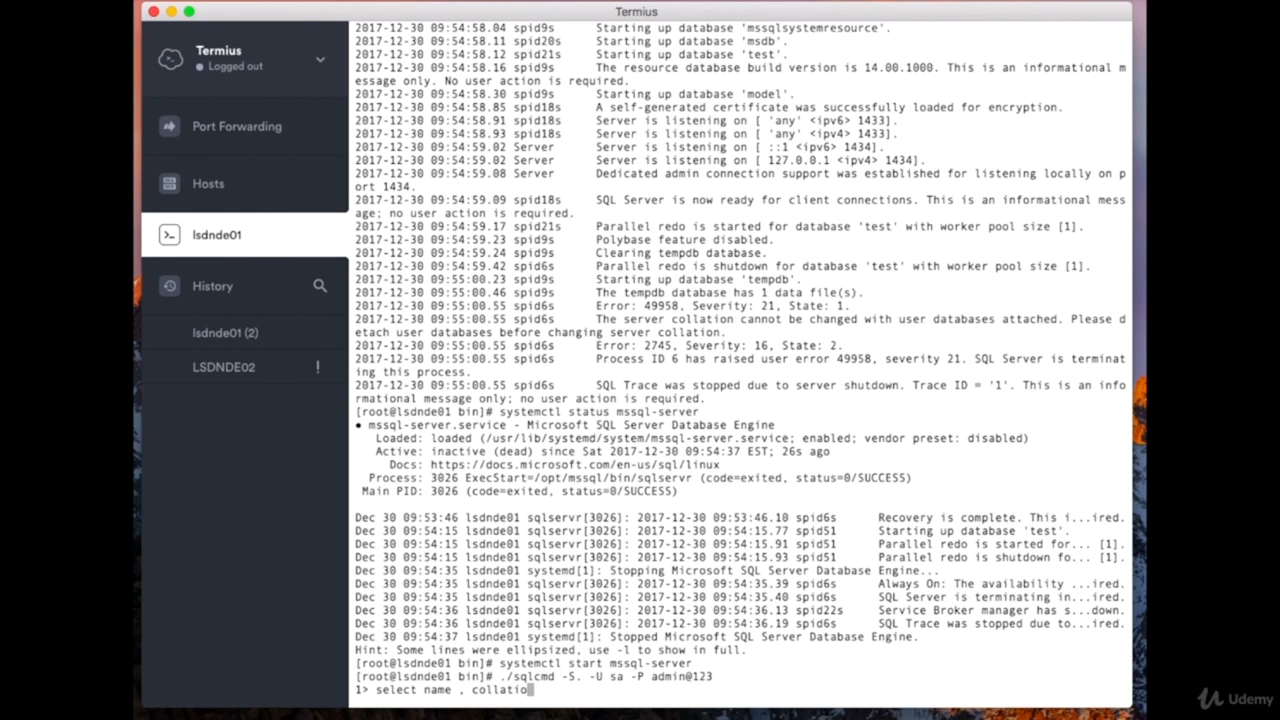 Termius
Termius
Logged out
Port Forwarding
Hosts
lsdnde01
History
lsdnde01 (2)
LSDNDE02
2017-12-30 09:54:58.04 spid9s      Starting up database 'mssqlsystemresource'.
2017-12-30 09:54:58.11 spid20s     Starting up database 'msdb'.
2017-12-30 09:54:58.12 spid21s     Starting up database 'test'.
2017-12-30 09:54:58.16 spid9s      The resource database build version is 14.00.1000. This is an informational m
essage only. No user action is required.
2017-12-30 09:54:58.30 spid9s      Starting up database 'model'.
2017-12-30 09:54:58.85 spid18s     A self-generated certificate was successfully loaded for encryption.
2017-12-30 09:54:58.91 spid18s     Server is listening on [ 'any' <ipv6> 1433].
2017-12-30 09:54:58.93 spid18s     Server is listening on [ 'any' <ipv4> 1433].
2017-12-30 09:54:59.02 Server      Server is listening on [ ::1 <ipv6> 1434].
2017-12-30 09:54:59.02 Server      Server is listening on [ 127.0.0.1 <ipv4> 1434].
2017-12-30 09:54:59.08 Server      Dedicated admin connection support was established for listening locally on p
ort 1434.
2017-12-30 09:54:59.09 spid18s     SQL Server is now ready for client connections. This is an informational mess
age; no user action is required.
2017-12-30 09:54:59.17 spid21s     Parallel redo is started for database 'test' with worker pool size [1].
2017-12-30 09:54:59.23 spid9s      Polybase feature disabled.
2017-12-30 09:54:59.24 spid9s      Clearing tempdb database.
2017-12-30 09:54:59.42 spid6s      Parallel redo is shutdown for database 'test' with worker pool size [1].
2017-12-30 09:55:00.23 spid9s      Starting up database 'tempdb'.
2017-12-30 09:55:00.46 spid9s      The tempdb database has 1 data file(s).
2017-12-30 09:55:00.55 spid6s      Error: 49958, Severity: 21, State: 1.
2017-12-30 09:55:00.55 spid6s      The server collation cannot be changed with user databases attached. Please d
etach user databases before changing server collation.
2017-12-30 09:55:00.55 spid6s      Error: 2745, Severity: 16, State: 2.
2017-12-30 09:55:00.55 spid6s      Process ID 6 has raised user error 49958, severity 21. SQL Server is terminat
ing this process.
2017-12-30 09:55:00.55 spid6s      SQL Trace was stopped due to server shutdown. Trace ID = '1'. This is an info
rmational message only; no user action is required.
[root@lsdnde01 bin]# systemctl status mssql-server
● mssql-server.service - Microsoft SQL Server Database Engine
   Loaded: loaded (/usr/lib/systemd/system/mssql-server.service; enabled; vendor preset: disabled)
   Active: inactive (dead) since Sat 2017-12-30 09:54:37 EST; 26s ago
     Docs: https://docs.microsoft.com/en-us/sql/linux
  Process: 3026 ExecStart=/opt/mssql/bin/sqlservr (code=exited, status=0/SUCCESS)
 Main PID: 3026 (code=exited, status=0/SUCCESS)
Dec 30 09:53:46 lsdnde01 sqlservr[3026]: 2017-12-30 09:53:46.10 spid6s      Recovery is complete. This i...ired.
Dec 30 09:54:15 lsdnde01 sqlservr[3026]: 2017-12-30 09:54:15.77 spid51      Starting up database 'test'.
Dec 30 09:54:15 lsdnde01 sqlservr[3026]: 2017-12-30 09:54:15.91 spid51      Parallel redo is started for... [1].
Dec 30 09:54:15 lsdnde01 sqlservr[3026]: 2017-12-30 09:54:15.93 spid51      Parallel redo is shutdown fo... [1].
Dec 30 09:54:35 lsdnde01 systemd[1]: Stopping Microsoft SQL Server Database Engine...
Dec 30 09:54:35 lsdnde01 sqlservr[3026]: 2017-12-30 09:54:35.39 spid6s      Always On: The availability ...ired.
Dec 30 09:54:35 lsdnde01 sqlservr[3026]: 2017-12-30 09:54:35.40 spid6s      SQL Server is terminating in...ired.
Dec 30 09:54:36 lsdnde01 sqlservr[3026]: 2017-12-30 09:54:36.13 spid22s     Service Broker manager has s...down.
Dec 30 09:54:36 lsdnde01 sqlservr[3026]: 2017-12-30 09:54:36.19 spid6s      SQL Trace was stopped due to...ired.
Dec 30 09:54:37 lsdnde01 systemd[1]: Stopped Microsoft SQL Server Database Engine.
Hint: Some lines were ellipsized, use -l to show in full.
[root@lsdnde01 bin]# systemctl start mssql-server
[root@lsdnde01 bin]# ./sqlcmd -S. -U sa -P admin@123
1> select name , collatio
Udemy